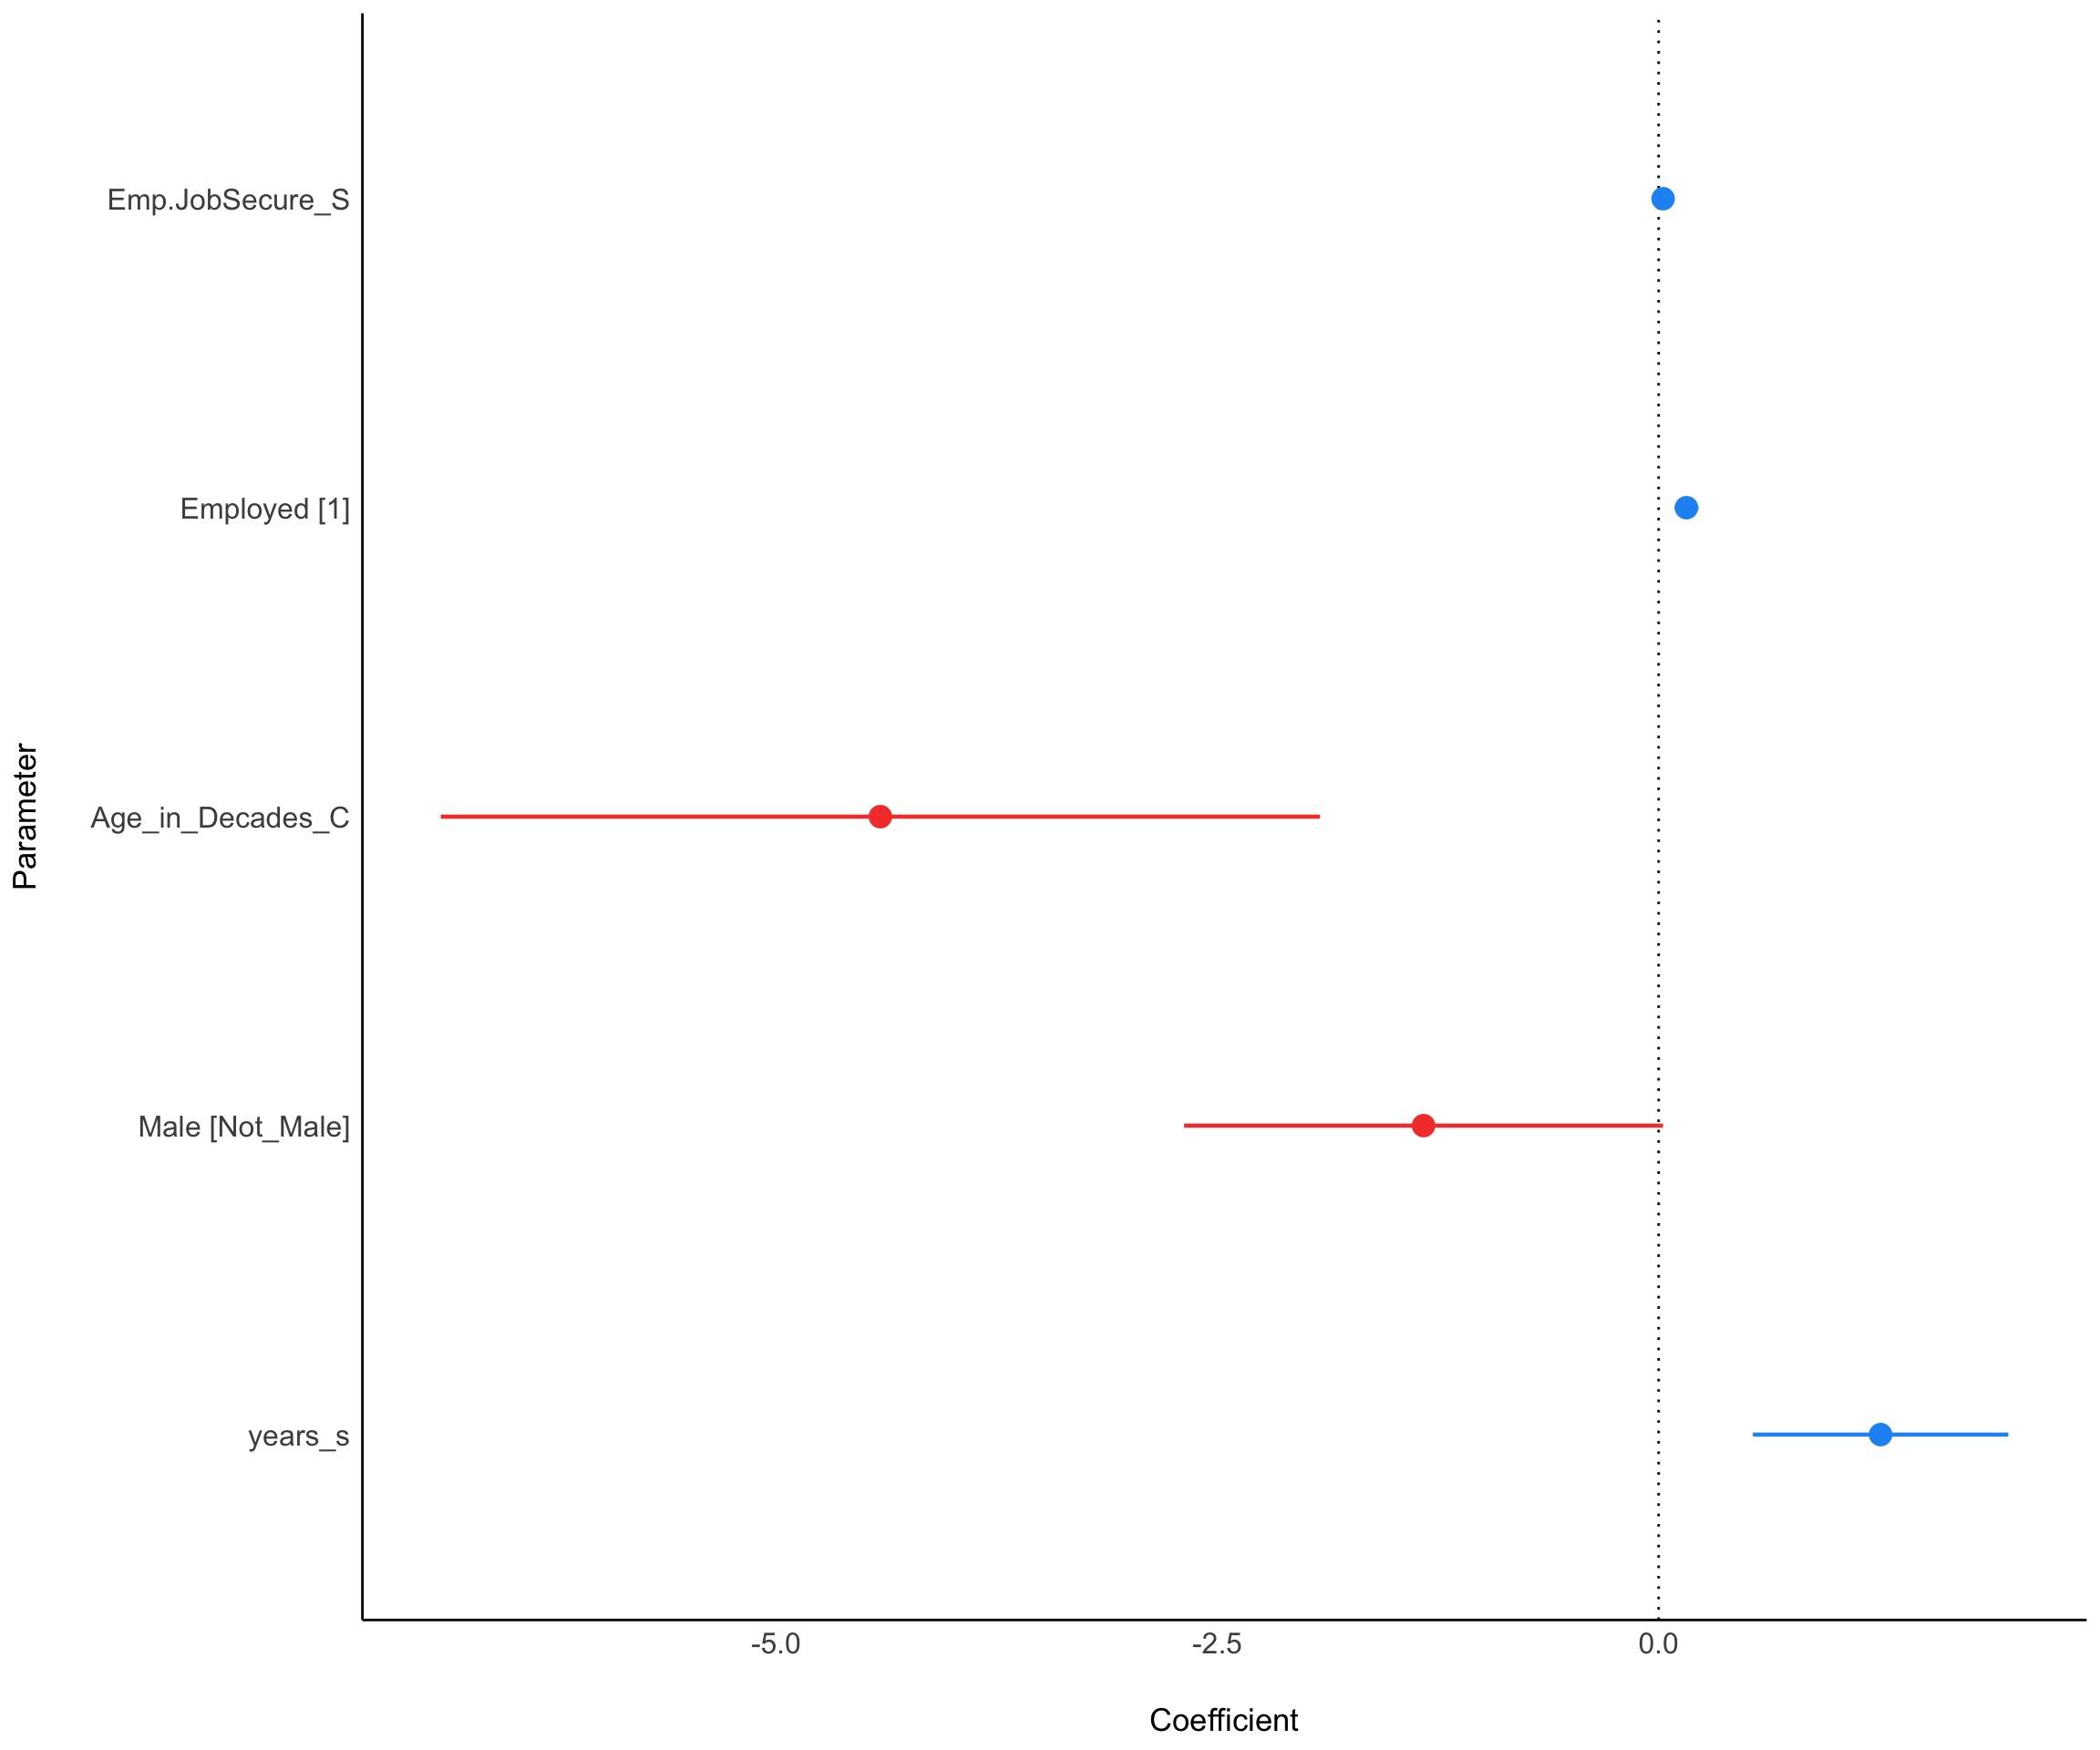 Emp.JobSecure_S
Employed [1]
Age_in_Decades_C
Male [Not_Male]
years_s
Parameter
-5.0 -2.5 0.0
Coefficient